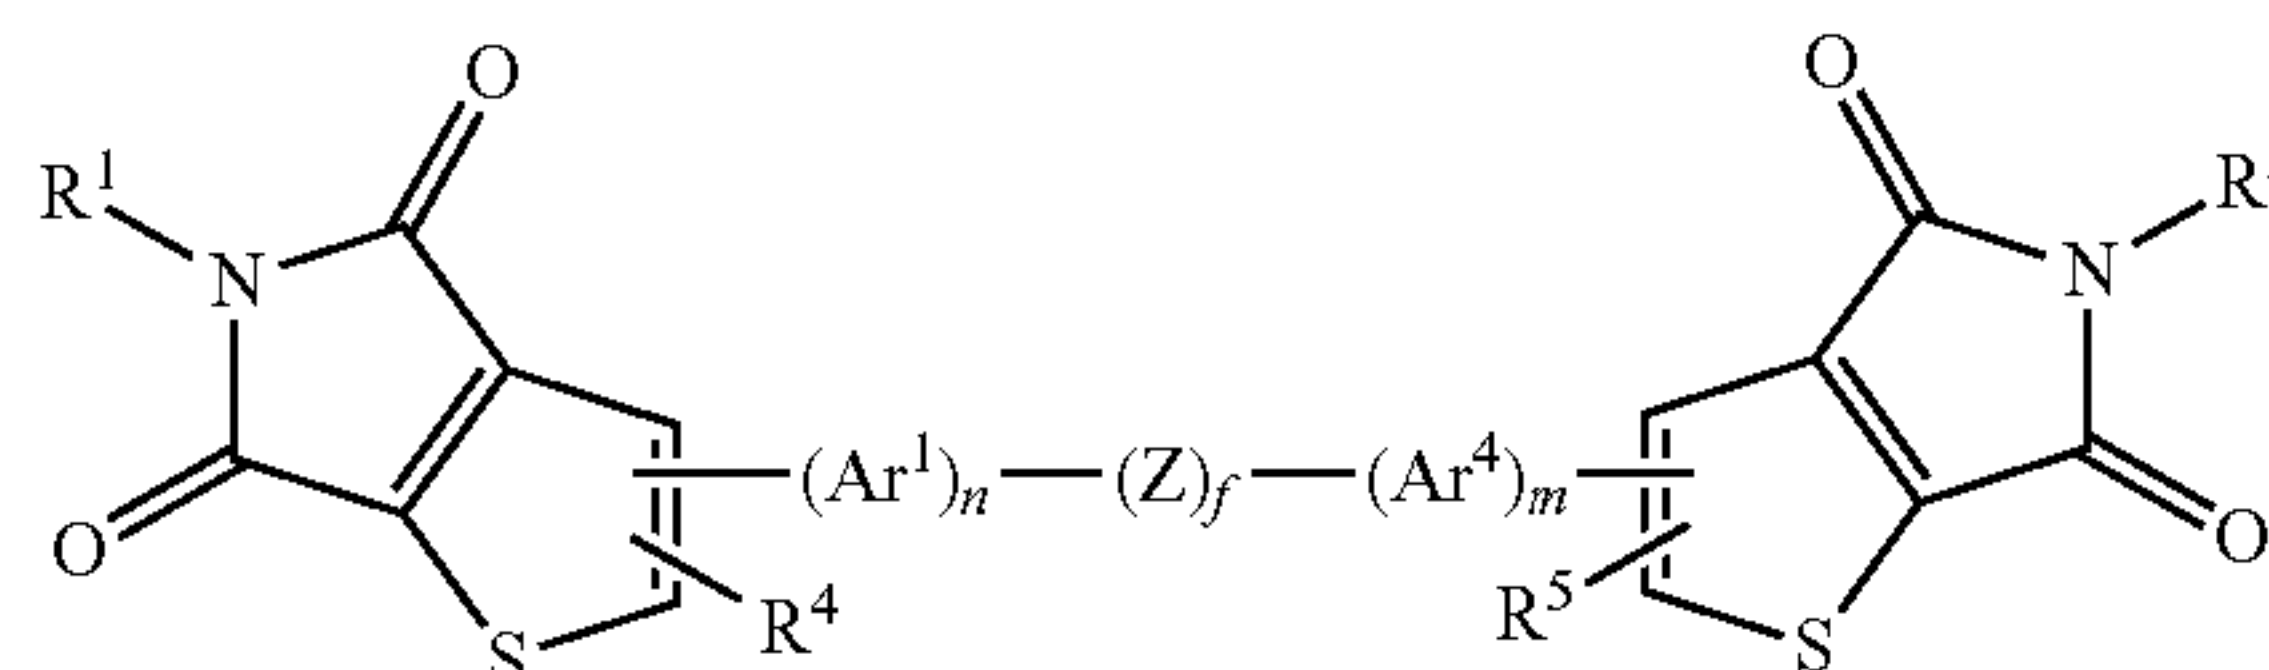 O O
R¹ R
N N
(Ar¹)ₙ — (Z)f — (Ar⁴)ₘ
O O
R⁴ R⁵
S S